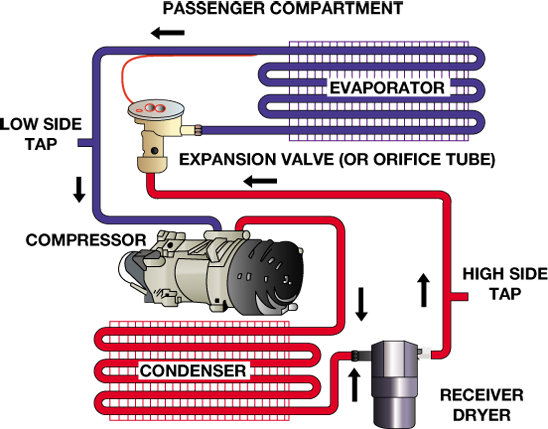 PASSENGER COMPARTMENT
EVAPORATOR
LOW SIDE
TAP
EXPANSION VALVE (OR ORIFICE TUBE)
COMPRESSOR
HIGH SIDE
TAP
CONDENSER
RECEIVER
DRYER